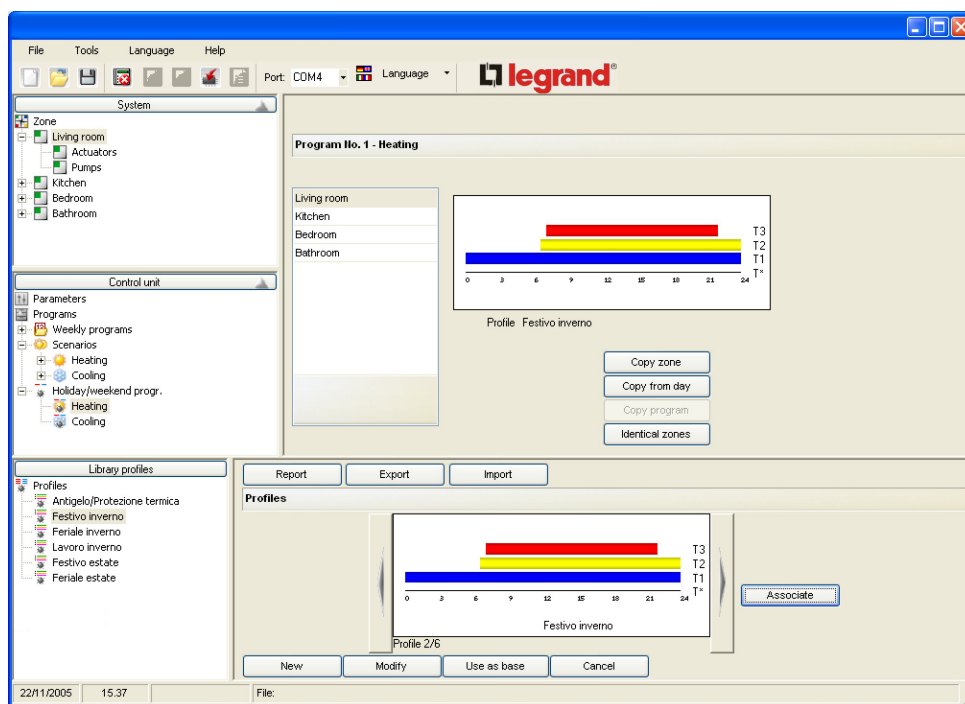 File Tools Language Help
Port: COM4 Language legrand®
System
Zone
Living room
Actuators
Pumps
Kitchen
Bedroom
Bathroom
Control unit
Parameters
Programs
Weekly programs
Scenarios
Heating
Cooling
Holiday/weekend progr.
Heating
Cooling
Library profiles
Profiles
Antigelo/Protezione termica
Festivo inverno
Feriale inverno
Lavoro inverno
Festivo estate
Feriale estate
Program No. 1 - Heating
Living room
Kitchen
Bedroom
Bathroom
T3
T2
T1
T*
0 3 6 9 12 15 18 21 24
Profile Festivo inverno
Copy zone
Copy from day
Copy program
Identical zones
Report Export Import
Profiles
T3
T2
T1
T*
0 3 6 9 12 15 18 21 24
Festivo inverno
Profile 2/6
Associate
New Modify Use as base Cancel
22/11/2005 15.37 File: